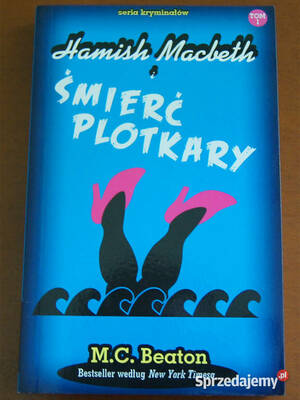 seria kryminałów
TOM 1
Hamish Macbeth
i
ŚMIERĆ
PLOTKARY
M.C. Beaton
Bestseller według New York Timesa
Sprzedajemy.pl